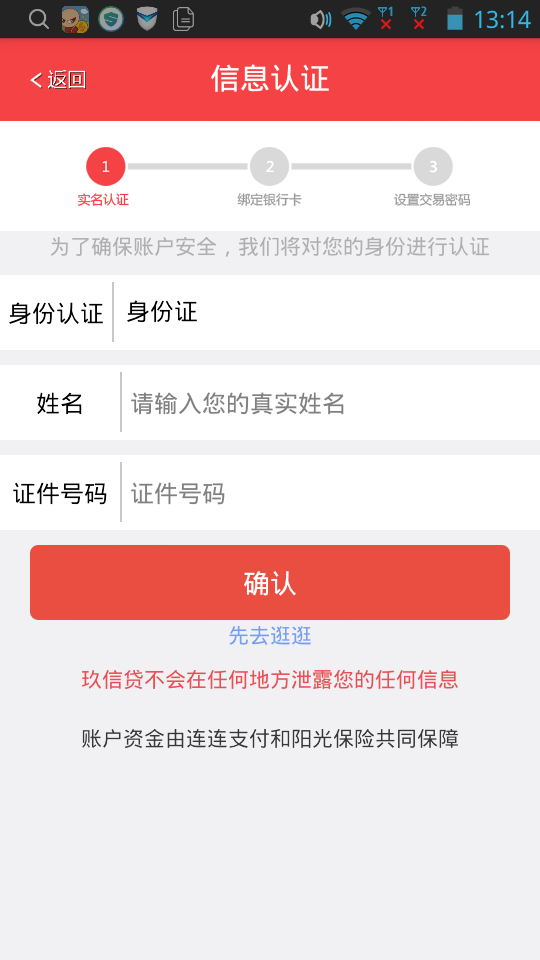 1 2 13:14
< 返回 信息认证
1 2 3
实名认证 绑定银行卡 设置交易密码
为了确保账户安全，我们将对您的身份进行认证
身份认证 身份证
姓名 请输入您的真实姓名
证件号码 证件号码
确认
先去逛逛
玖信贷不会在任何地方泄露您的任何信息
账户资金由连连支付和阳光保险共同保障